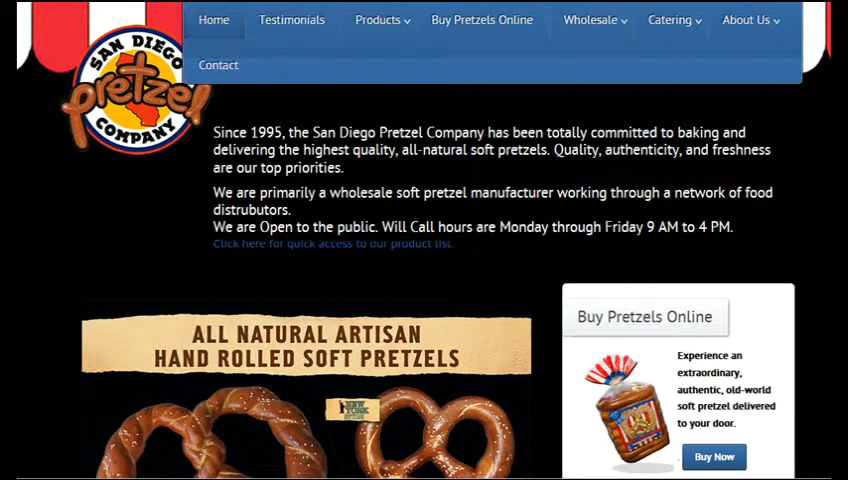 Home Testimonials Products Buy Pretzels Online Wholesale Catering About Us
Contact
SAN DIEGO
pretzel
COMPANY
Since 1995, the San Diego Pretzel Company has been totally committed to baking and
delivering the highest quality, all-natural soft pretzels. Quality, authenticity, and freshness
are our top priorities.
We are primarily a wholesale soft pretzel manufacturer working through a network of food
distrubutors.
We are Open to the public. Will Call hours are Monday through Friday 9 AM to 4 PM.
Click here for quick access to our product list.
ALL NATURAL ARTISAN
HAND ROLLED SOFT PRETZELS
NEW
YORK
Buy Pretzels Online
Experience an
extraordinary,
authentic, old-world
soft pretzel delivered
to your door.
Buy Now